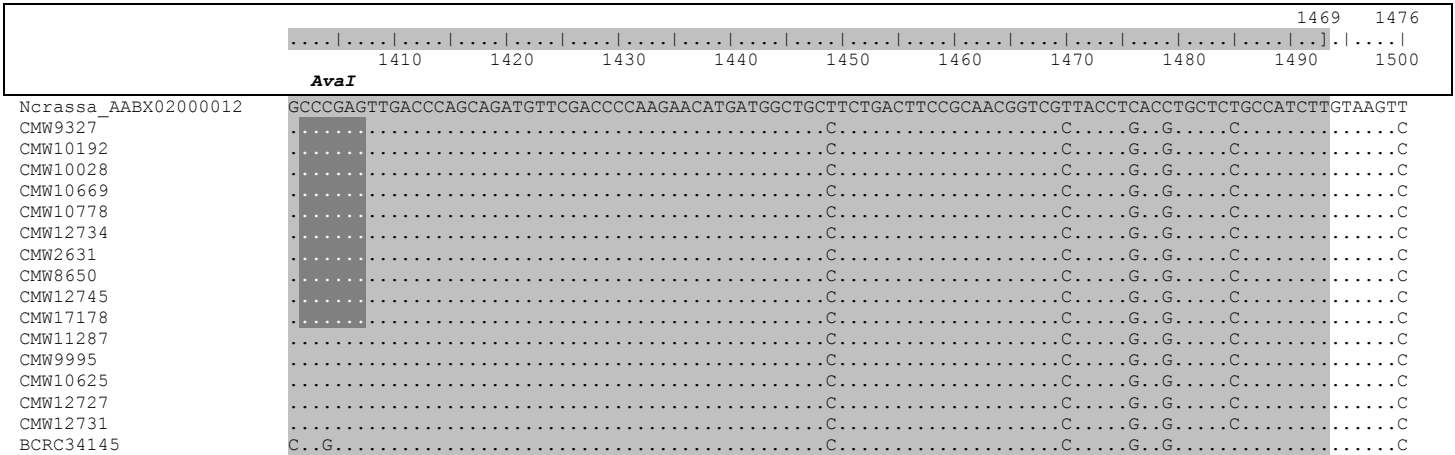 1469 1476
....|....|....|....|....|....|....|....|....|....|....|....|....|....|....|....|....|....|..].|....|
1410 1420 1430 1440 1450 1460 1470 1480 1490 1500
AvaI
Ncrassa_AABX02000012 GCCCGAGTTGACCCAGCAGATGTTCGACCCCAAGAACATGATGGCTGCTTCTGACTTCCGCAACGGTCGTTACCTCACCTGCTCTGCCATCTTGTAAGTT
CMW9327 ................................................C....................C.....G..G.....C..............C
CMW10192 ................................................C....................C.....G..G.....C..............C
CMW10028 ................................................C....................C.....G..G.....C..............C
CMW10669 ................................................C....................C.....G..G.....C..............C
CMW10778 ................................................C....................C.....G..G.....C..............C
CMW12734 ................................................C....................C.....G..G.....C..............C
CMW2631 ................................................C....................C.....G..G.....C..............C
CMW8650 ................................................C....................C.....G..G.....C..............C
CMW12745 ................................................C....................C.....G..G.....C..............C
CMW17178 ................................................C....................C.....G..G.....C..............C
CMW11287 ................................................C....................C.....G..G.....C..............C
CMW9995 ................................................C....................C.....G..G.....C..............C
CMW10625 ................................................C....................C.....G..G.....C..............C
CMW12727 ................................................C....................C.....G..G.....C..............C
CMW12731 ................................................C....................C.....G..G.....C..............C
BCRC34145 C..G............................................C....................C.....G..G....................C